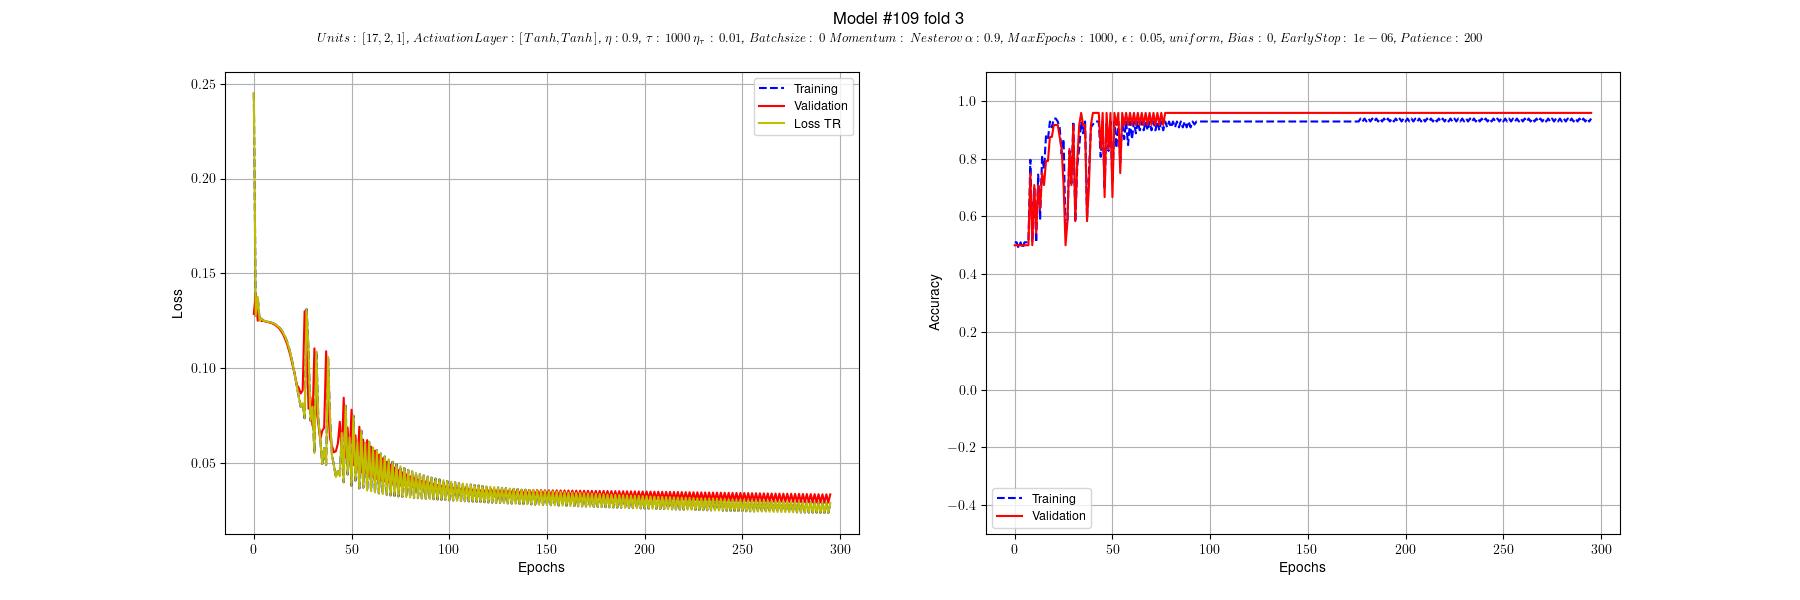 Model #109 fold 3
Units : [17, 2, 1], ActivationLayer : [Tanh, Tanh], η : 0.9, τ : 1000 ητ : 0.01, Batchsize : 0 Momentum : Nesterov α : 0.9, MaxEpochs : 1000, ϵ : 0.05, uniform, Bias : 0, EarlyStop : 1e − 06, Patience : 200
0.25
0.20
0.15
0.10
0.05
Loss
0 50 100 150 200 250 300
Epochs
Training
Validation
Loss TR
1.0
0.8
0.6
0.4
0.2
0.0
−0.2
−0.4
Accuracy
0 50 100 150 200 250 300
Epochs
Training
Validation